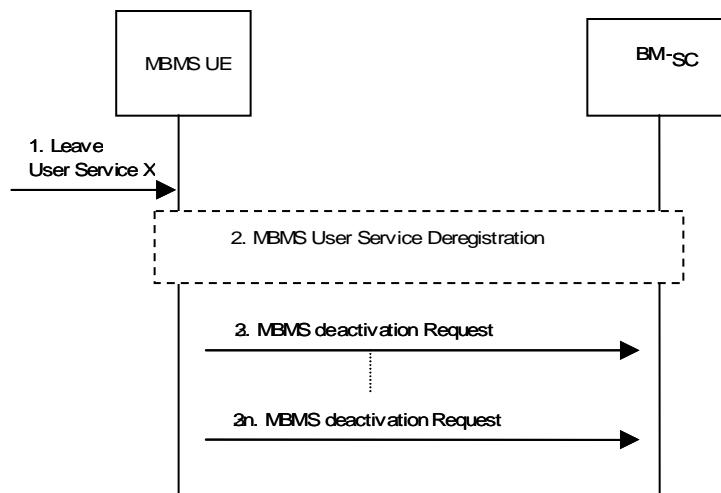 MBMS UE
BM-SC
1. Leave
User Service X
2. MBMS User Service Deregistration
3. MBMS deactivation Request
3n. MBMS deactivation Request